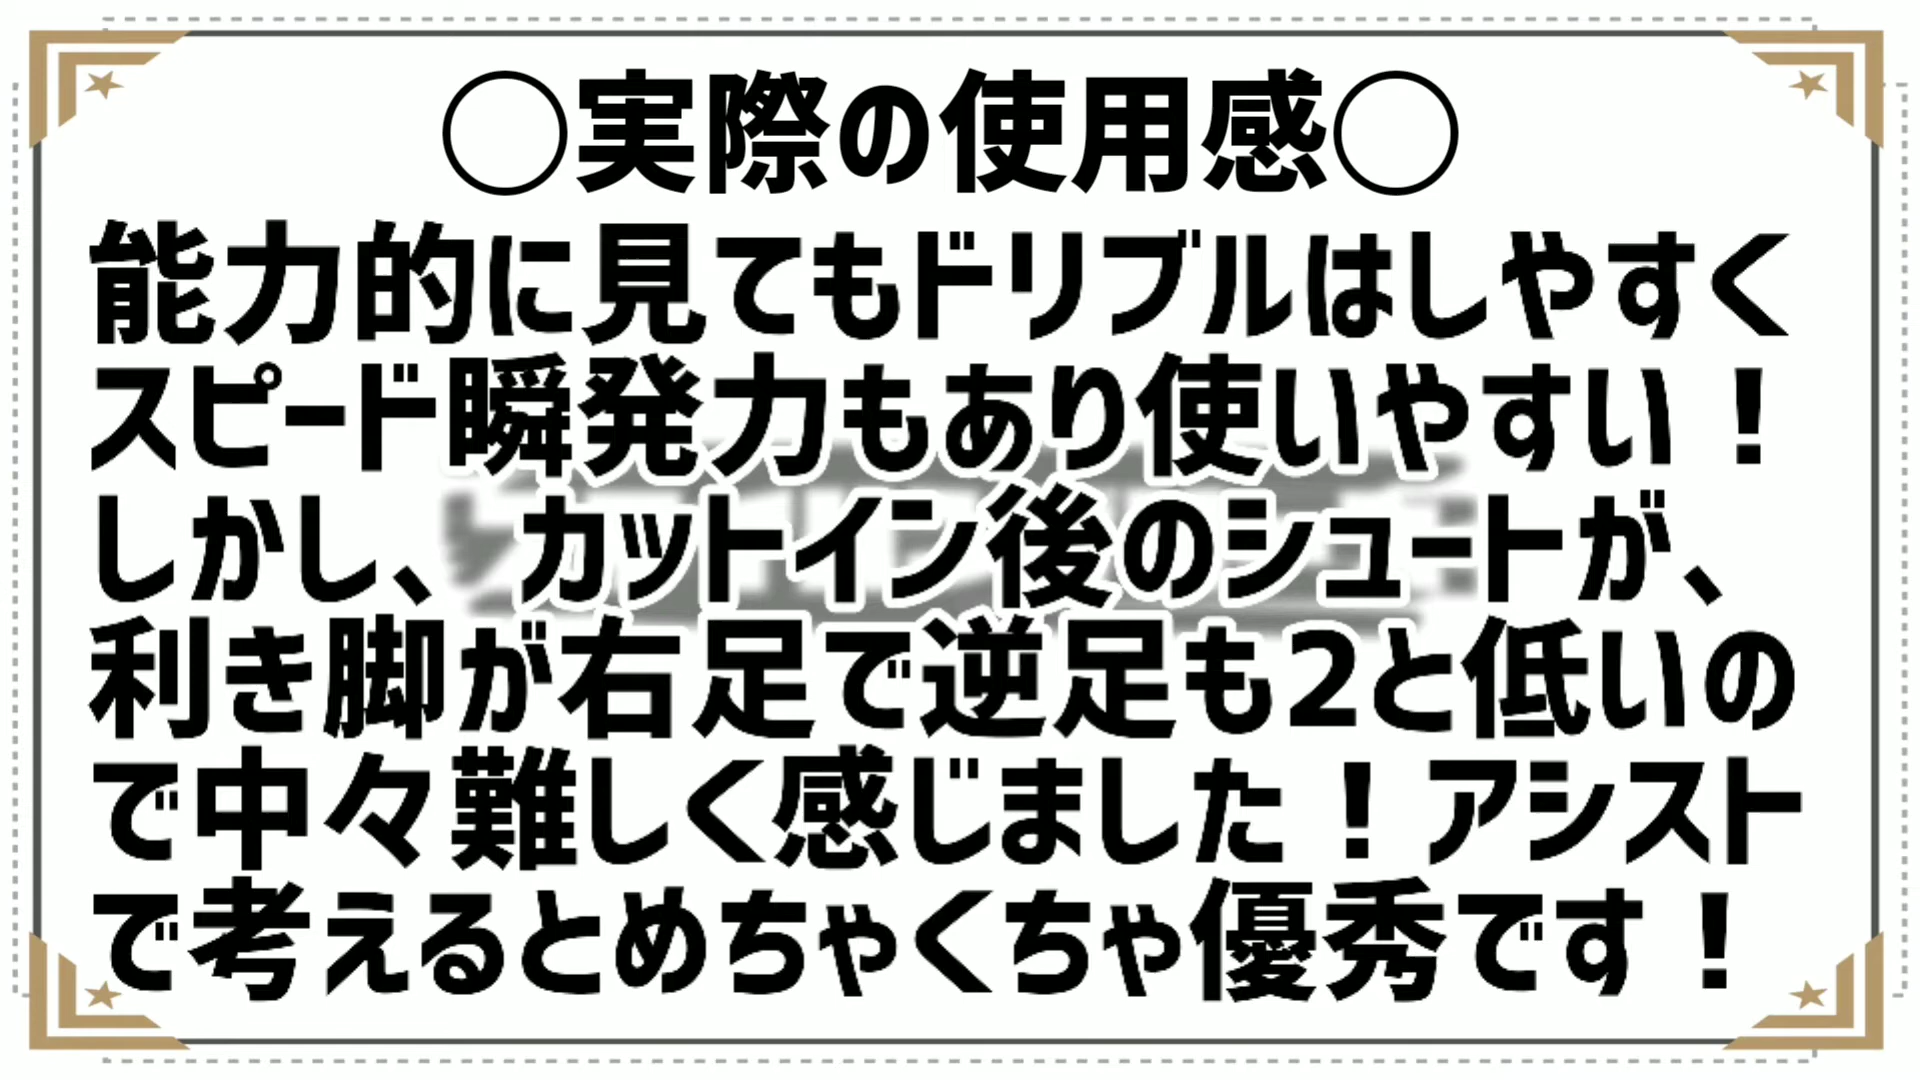 ○実際の使用感○
能力的に見てもドリブルはしやすく
スピード瞬発力もあり使いやすい！
しかし、カットイン後のシュートが、
利き脚が右足で逆足も2と低いの
で中々難しく感じました！アシスト
で考えるとめちゃくちゃ優秀です！